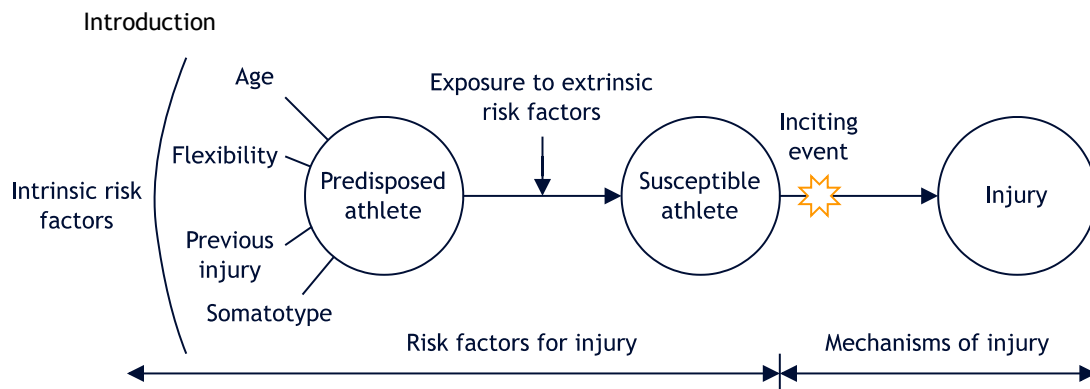 Introduction
Age
Flexibility
Intrinsic risk
factors
Previous
injury
Somatotype
Predisposed
athlete
Exposure to extrinsic
risk factors
Susceptible
athlete
Inciting
event
Injury
Risk factors for injury
Mechanisms of injury